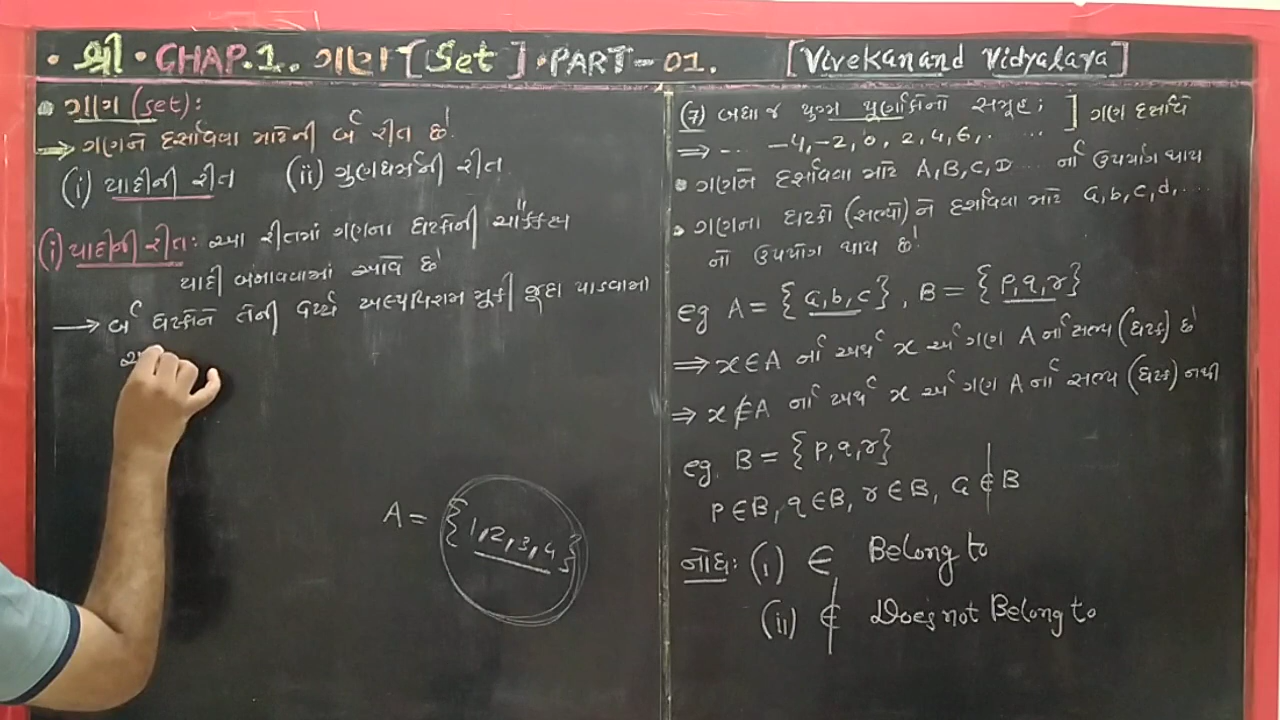 • શ્રી • CHAP.1. ગણ [Set] • PART-01. [Vivekanand Vidyalaya]
• ગણ (set):
⇒ ગણને દર્શાવવા માટેની બે રીત છે.
(i) યાદીની રીત (ii) ગુણધર્મની રીત
(i) યાદીની રીત: આ રીતમાં ગણના ઘટકોની ચોક્કસ
યાદી બનાવવામાં આવે છે
→ બે ઘટકોને તેની વચ્ચે અલ્પવિરામ મૂકી જૂદા પાડવામાં
A = {1,2,3,4}
(7) બધા જ યુગ્મ પૂર્ણાંકોનો સમૂહ: ] ગણ દર્શાવે
⇒ ... -4,-2,0,2,4,6,. ...
• ગણને દર્શાવવા માટે A,B,C,D ... નો ઉપયોગ થાય
• ગણના ઘટકો (સભ્યો) ને દર્શાવવા માટે a,b,c,d,....
નો ઉપયોગ થાય છે.
eg A = {a,b,c}, B = {p,q,r}
⇒ x∈A નો અર્થ x એ ગણ A નો સભ્ય (ઘટક) છે
⇒ x∉A નો અર્થ x એ ગણ A નો સભ્ય (ઘટક) નથી
eg. B = {p,q,r}
p∈B, q∈B, r∈B, a∉B
નોંધ: (i) ∈ Belong to
(ii) ∉ Does not Belong to